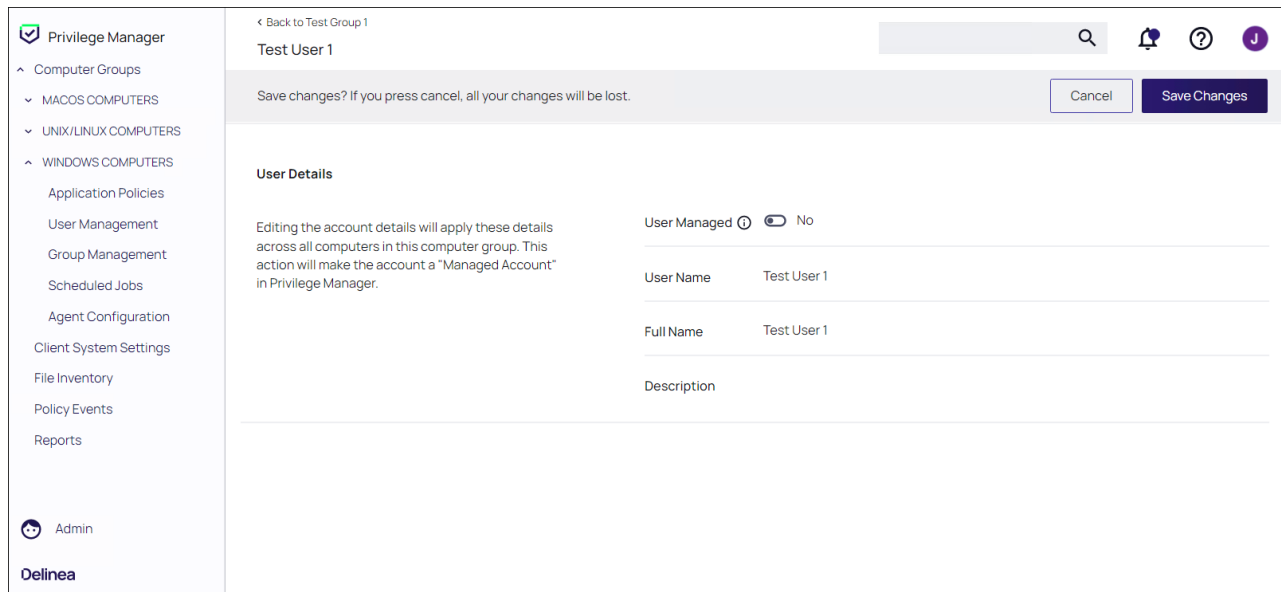 Privilege Manager
Computer Groups
MACOS COMPUTERS
UNIX/LINUX COMPUTERS
WINDOWS COMPUTERS
Application Policies
User Management
Group Management
Scheduled Jobs
Agent Configuration
Client System Settings
File Inventory
Policy Events
Reports
Admin
Delinea
Back to Test Group 1
Test User 1
J
Save changes? If you press cancel, all your changes will be lost.
Cancel
Save Changes
User Details
Editing the account details will apply these details
across all computers in this computer group. This
action will make the account a "Managed Account"
in Privilege Manager.
User Managed No
User Name Test User 1
Full Name Test User 1
Description